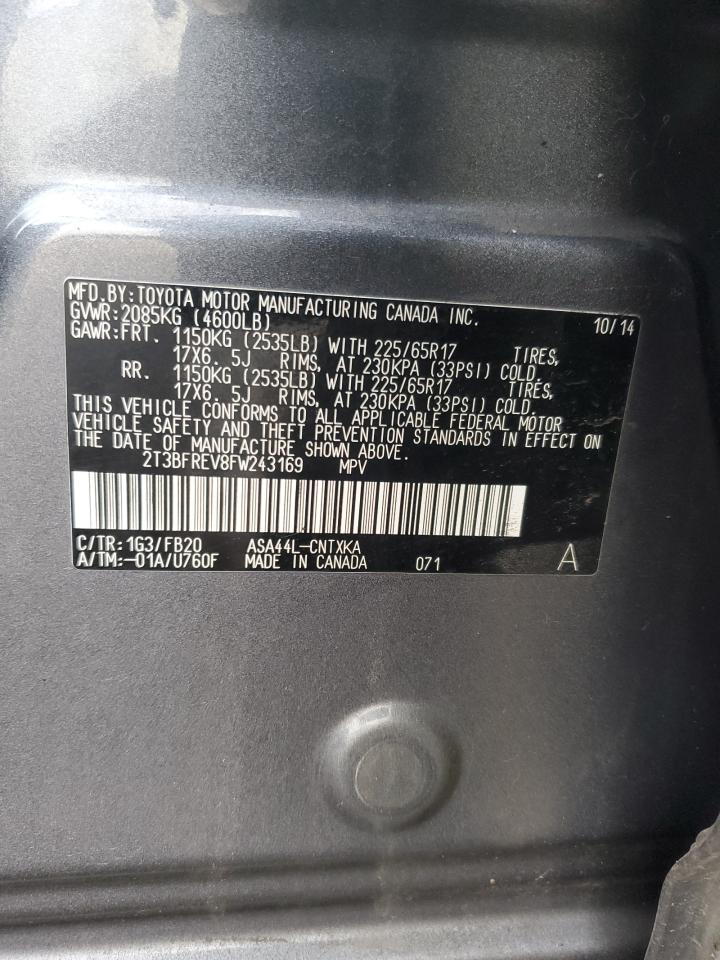 MFD.BY:TOYOTA MOTOR MANUFACTURING CANADA INC.
GVWR:2085KG (4600LB) 10/14
GAWR:FRT. 1150KG (2535LB) WITH 225/65R17 TIRES,
17X6. 5J RIMS, AT 230KPA (33PSI) COLD.
RR. 1150KG (2535LB) WITH 225/65R17 TIRES,
17X6. 5J RIMS, AT 230KPA (33PSI) COLD.
THIS VEHICLE CONFORMS TO ALL APPLICABLE FEDERAL MOTOR
VEHICLE SAFETY AND THEFT PREVENTION STANDARDS IN EFFECT ON
THE DATE OF MANUFACTURE SHOWN ABOVE.
2T3BFREV8FW243169 MPV
C/TR:1G3/FB20 ASA44L-CNTXKA
A/TM:-01A/U760F MADE IN CANADA 071 A